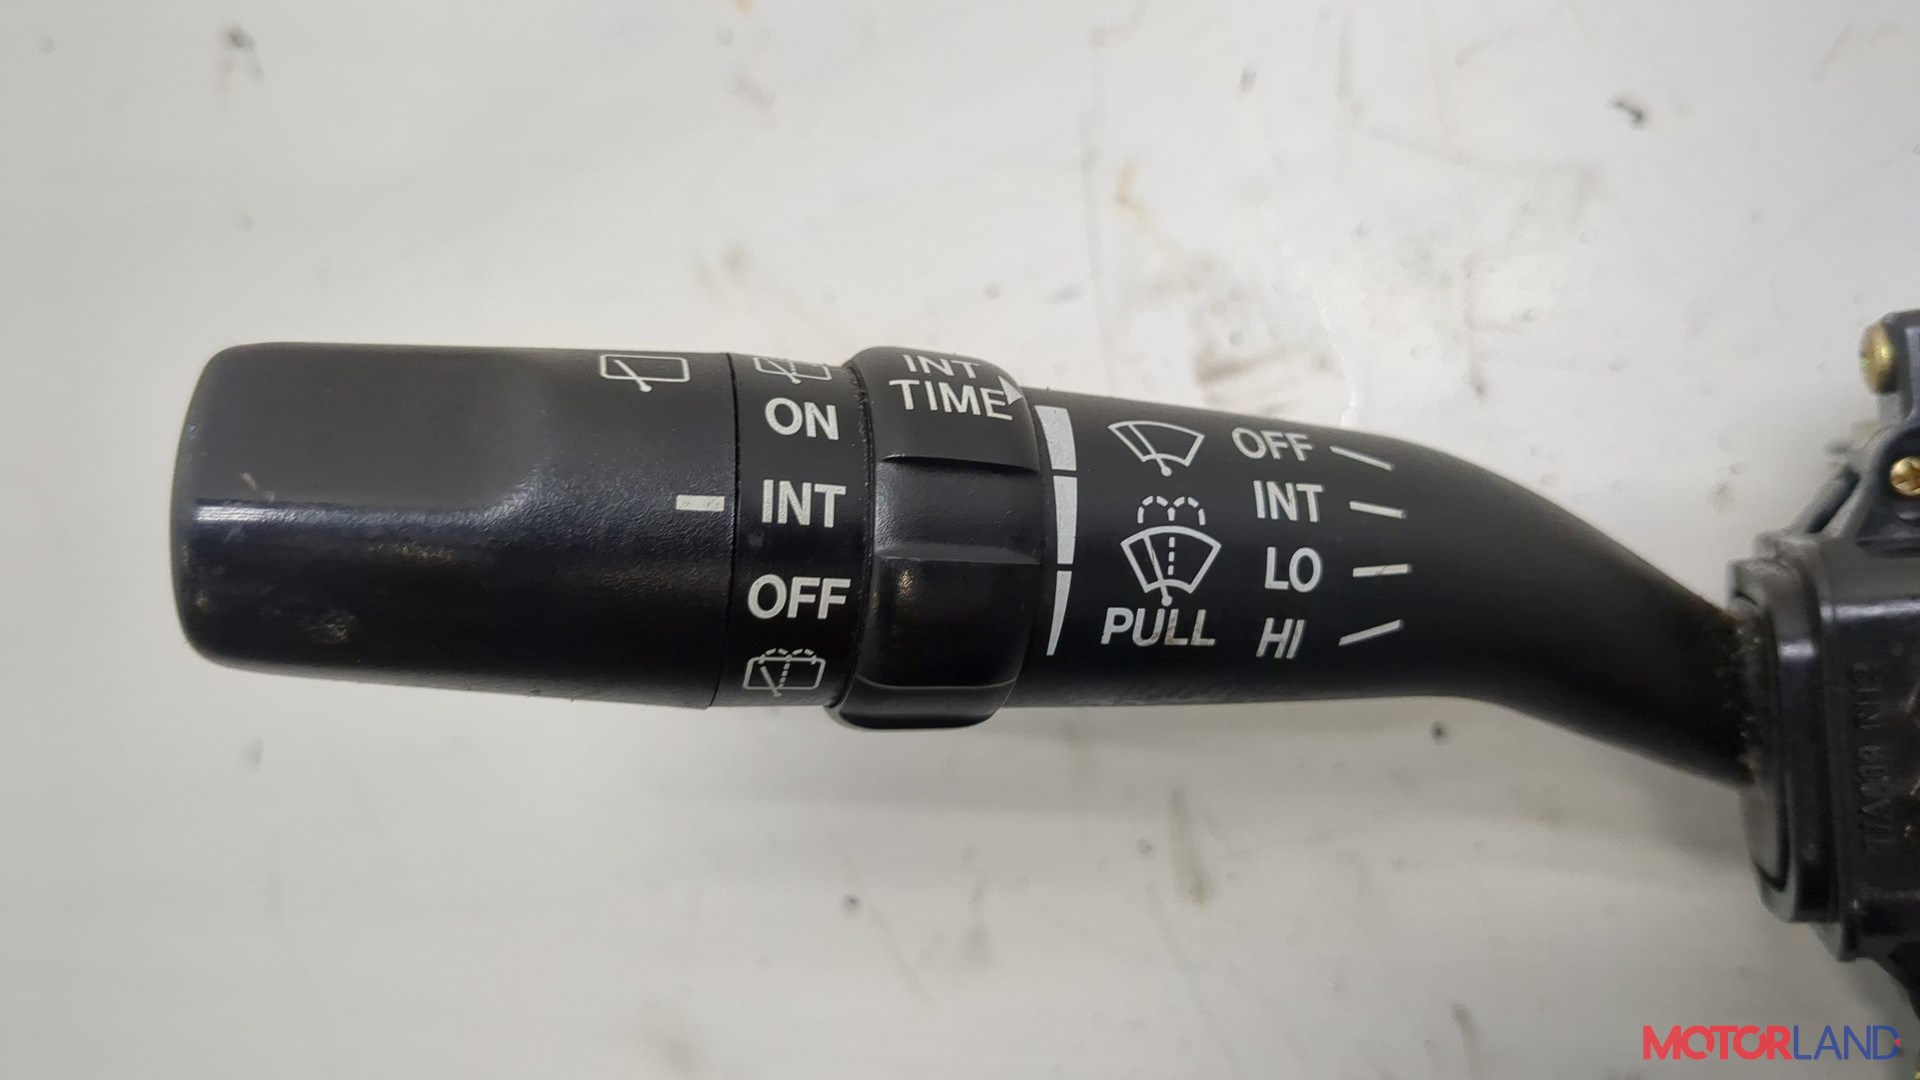 INT
TIME
ON
INT
OFF
OFF
INT
LO
HI
PULL
MOTORLAND